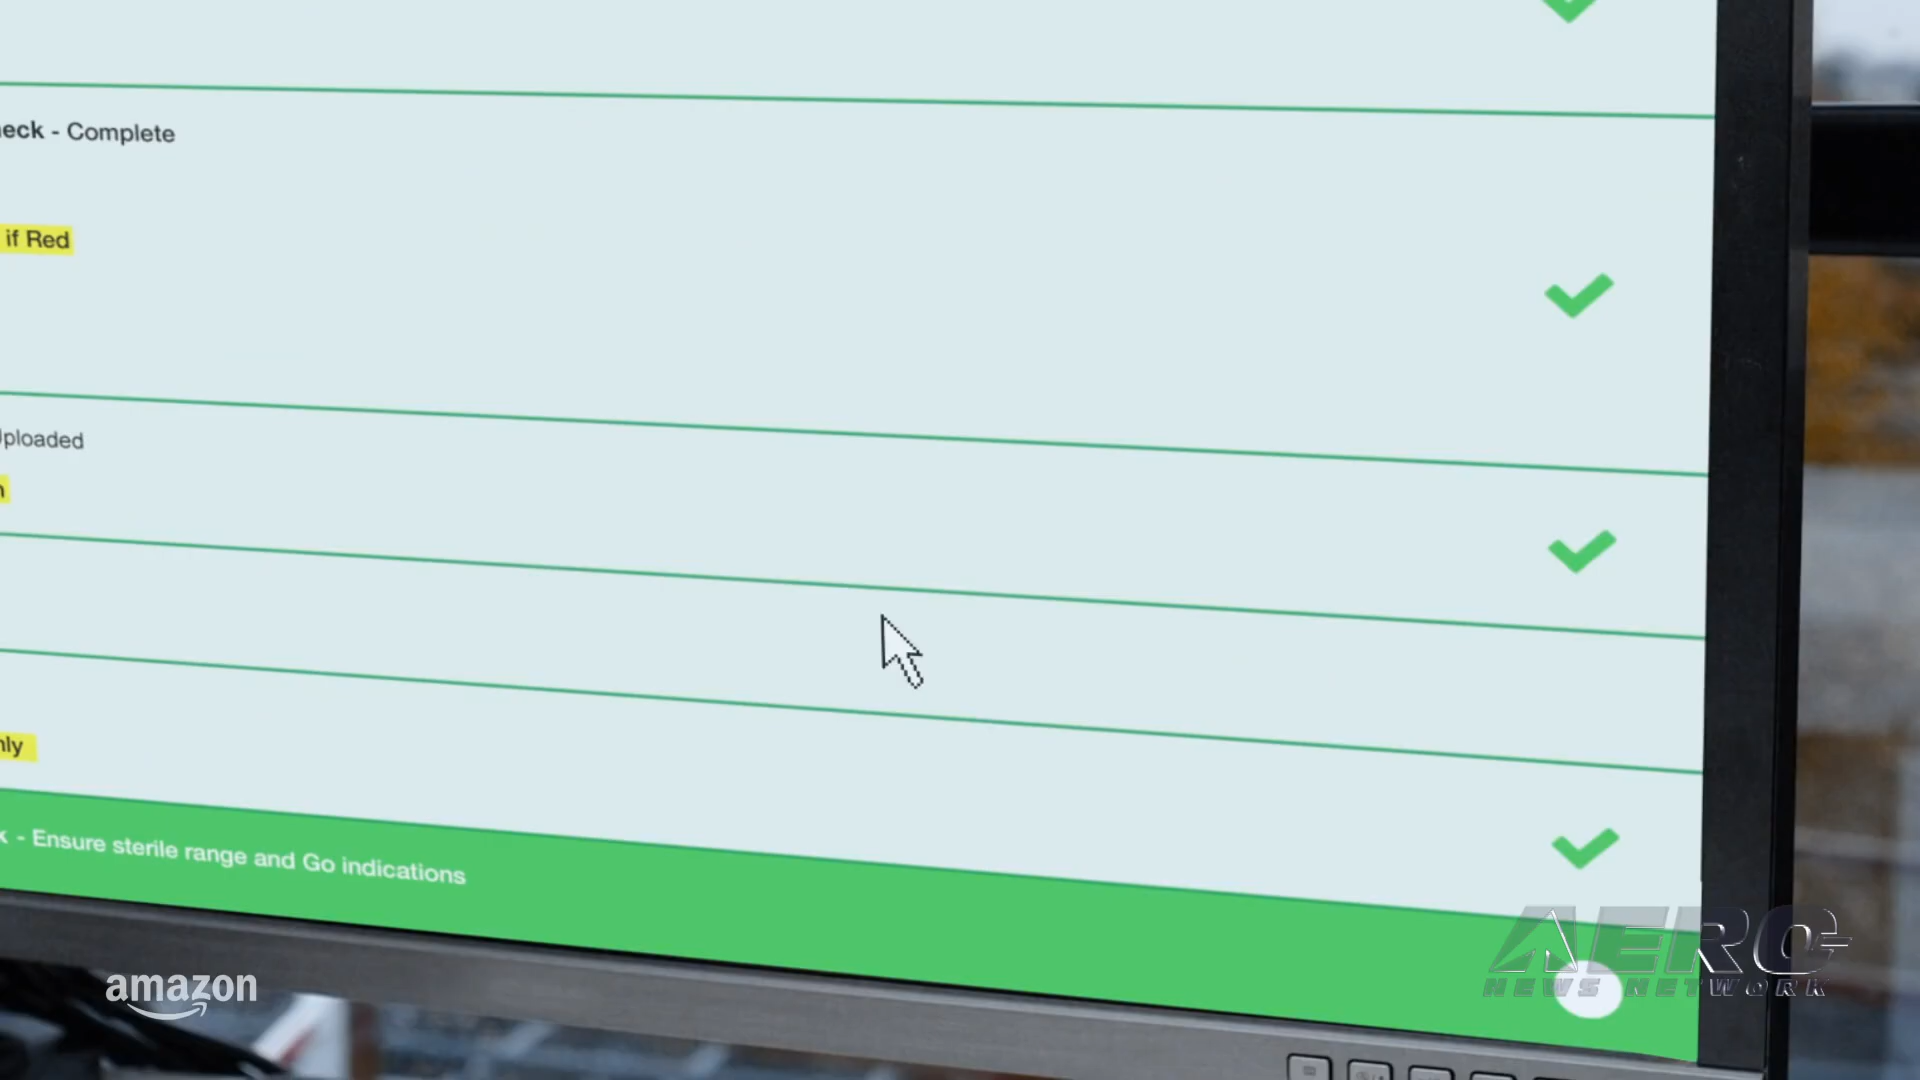 eck - Complete
if Red
ploaded
n
nly
k - Ensure sterile range and Go indications
amazon
AERO
NEWS NETWORK